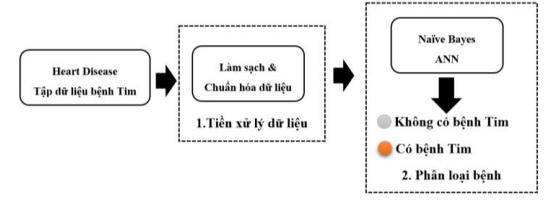 Heart Disease
Tập dữ liệu bệnh Tim
Làm sạch &
Chuẩn hóa dữ liệu
1.Tiền xử lý dữ liệu
Naïve Bayes
ANN
Không có bệnh Tim
Có bệnh Tim
2. Phân loại bệnh